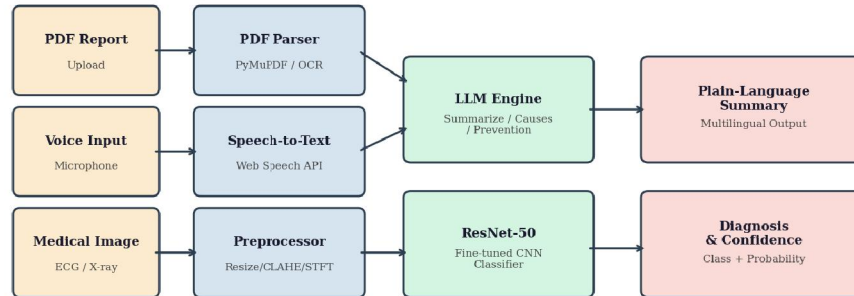 PDF Report
Upload
PDF Parser
PyMuPDF / OCR
Voice Input
Microphone
Speech-to-Text
Web Speech API
LLM Engine
Summarize / Causes
/ Prevention
Plain-Language
Summary
Multilingual Output
Medical Image
ECG / X-ray
Preprocessor
Resize/CLAHE/STFT
ResNet-50
Fine-tuned CNN
Classifier
Diagnosis
& Confidence
Class + Probability